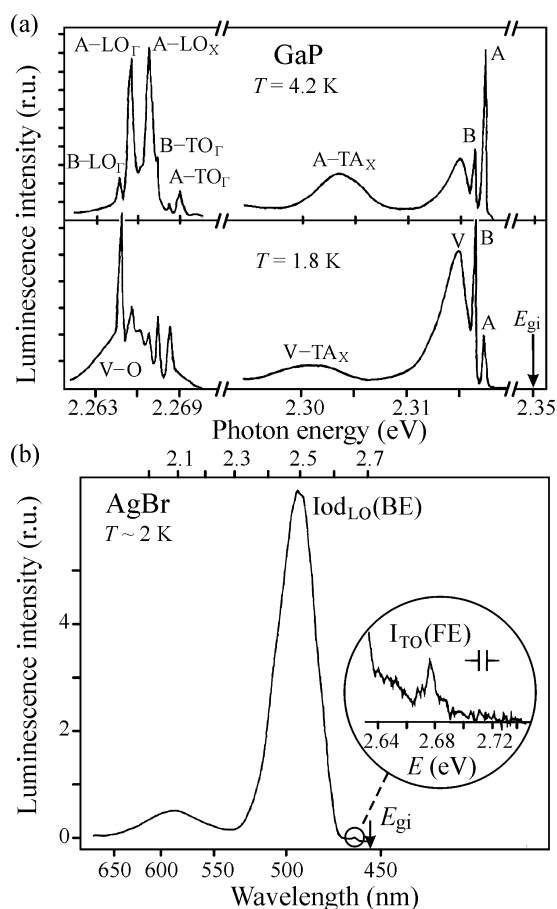 (a)
A–LOΓ A–LOX
GaP
T = 4.2 K
A
B–LOΓ
B–TOΓ
A–TOΓ
A–TAX
B
Luminescence intensity (r.u.)
T = 1.8 K
V
B
A
Egi
V–O
V–TAX
2.263 2.269 2.30 2.31 2.35
Photon energy (eV)
(b)
2.1 2.3 2.5 2.7
AgBr
T ~ 2 K
IodLO(BE)
Luminescence intensity (r.u.)
4
2
0
ITO(FE)
2.64 2.68 2.72
E (eV)
Egi
650 600 550 500 450
Wavelength (nm)